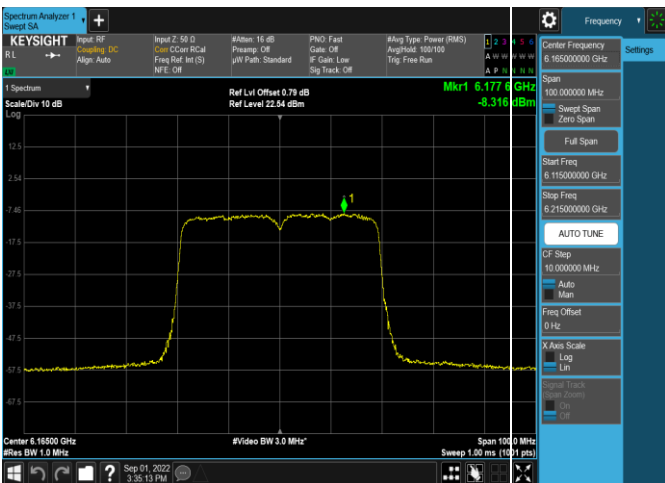 Spectrum Analyzer 1
Swept SA
+
Frequency
KEYSIGHT
R L
Input: RF
Coupling: DC
Align: Auto
Input Z: 50 Ω
Corr CCorr RCal
Freq Ref: Int (S)
NFE: Off
#Atten: 16 dB
Preamp: Off
µW Path: Standard
PNO: Fast
Gate: Off
IF Gain: Low
Sig Track: Off
#Avg Type: Power (RMS)
Avg|Hold: 100/100
Trig: Free Run
1 2 3 4 5 6
A W W W W W
A P N N N N
1 Spectrum
Scale/Div 10 dB
Log
Ref Lvl Offset 0.79 dB
Ref Level 22.54 dBm
Mkr1 6.177 6 GHz
-8.316 dBm
12.5
2.54
-7.46
-17.5
-27.5
-37.5
-47.5
-57.5
-67.5
1
Center 6.16500 GHz
#Res BW 1.0 MHz
#Video BW 3.0 MHz*
Span 100.0 MHz
Sweep 1.00 ms (1001 pts)
Sep 01, 2022
3:35:13 PM
Center Frequency
6.165000000 GHz
Settings
Span
100.000000 MHz
Swept Span
Zero Span
Full Span
Start Freq
6.115000000 GHz
Stop Freq
6.215000000 GHz
AUTO TUNE
CF Step
10.000000 MHz
Auto
Man
Freq Offset
0 Hz
X Axis Scale
Log
Lin
Signal Track
(Span Zoom)
On
Off